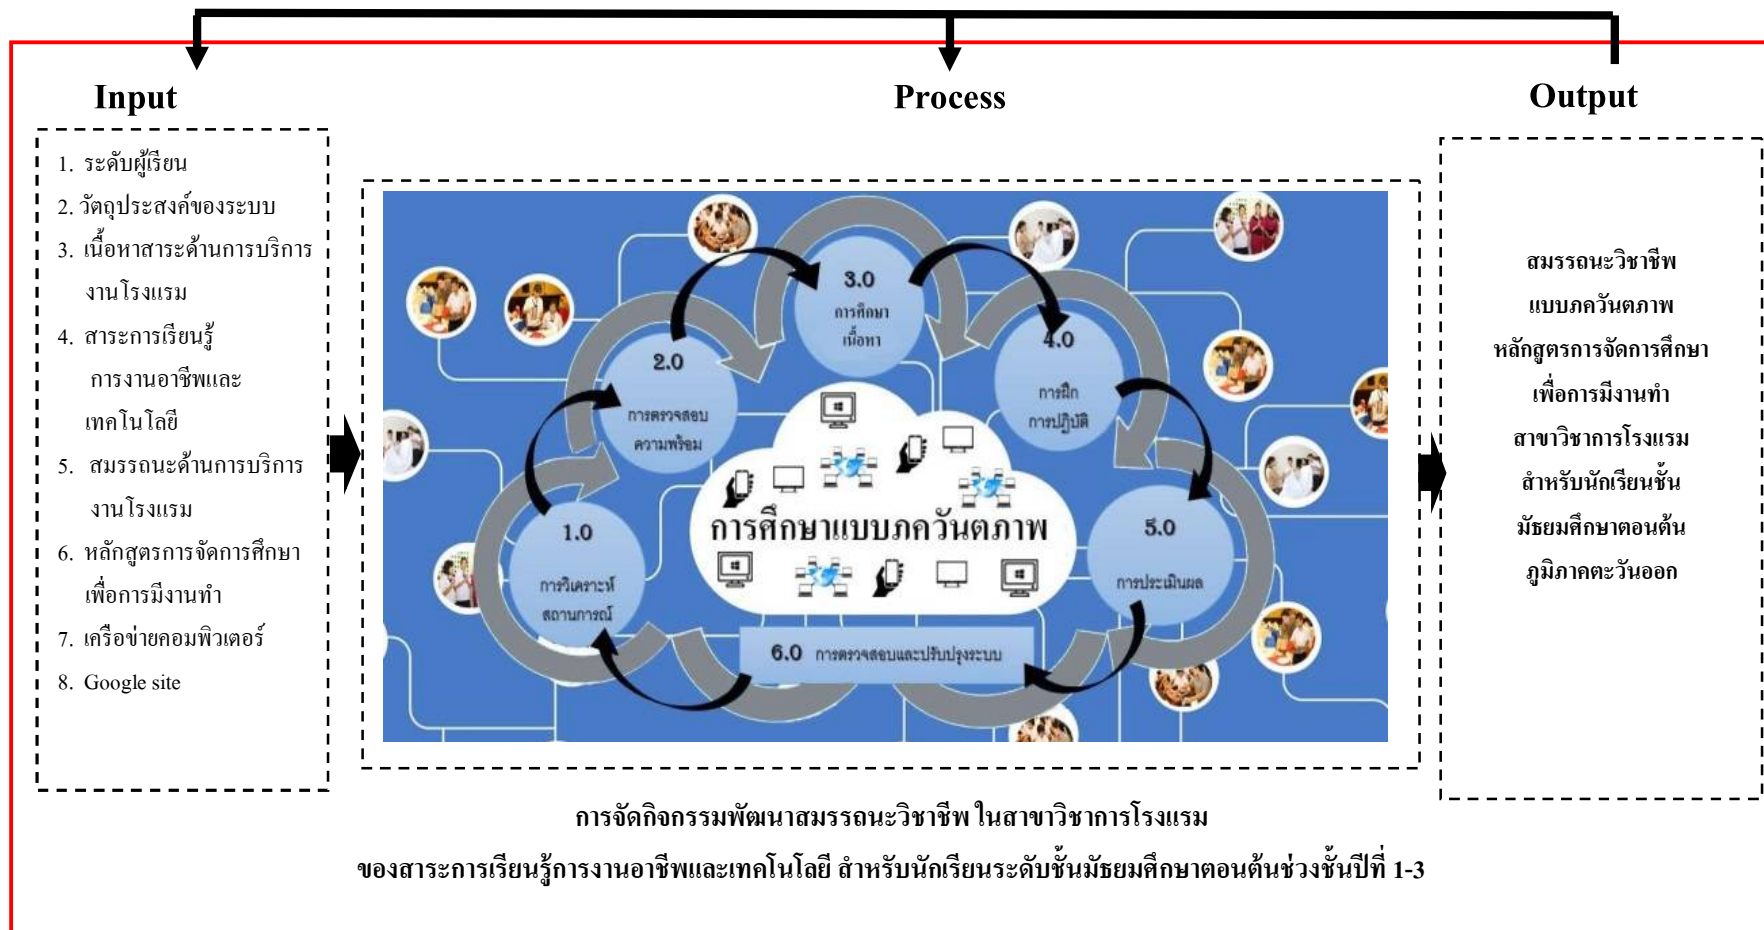 Input
Process
Output
1. ระดับผู้เรียน
2. วัตถุประสงค์ของระบบ
3. เนื้อหาสาระด้านการบริการ
งานโรงแรม
4. สาระการเรียนรู้
การงานอาชีพและ
เทคโนโลยี
5. สมรรถนะด้านการบริการ
งานโรงแรม
6. หลักสูตรการจัดการศึกษา
เพื่อการมีงานทำ
7. เครือข่ายคอมพิวเตอร์
8. Google site
1.0
การวิเคราะห์
สถานการณ์
2.0
การตรวจสอบ
ความพร้อม
3.0
การศึกษา
เนื้อหา
4.0
การฝึก
การปฏิบัติ
5.0
การประเมินผล
6.0 การตรวจสอบและปรับปรุงระบบ
การศึกษาแบบภควันตภาพ
สมรรถนะวิชาชีพ
แบบภควันตภาพ
หลักสูตรการจัดการศึกษา
เพื่อการมีงานทำ
สาขาวิชาการโรงแรม
สำหรับนักเรียนชั้น
มัธยมศึกษาตอนต้น
ภูมิภาคตะวันออก
การจัดกิจกรรมพัฒนาสมรรถนะวิชาชีพ ในสาขาวิชาการโรงแรม
ของสาระการเรียนรู้การงานอาชีพและเทคโนโลยี สำหรับนักเรียนระดับชั้นมัธยมศึกษาตอนต้นช่วงชั้นปีที่ 1-3